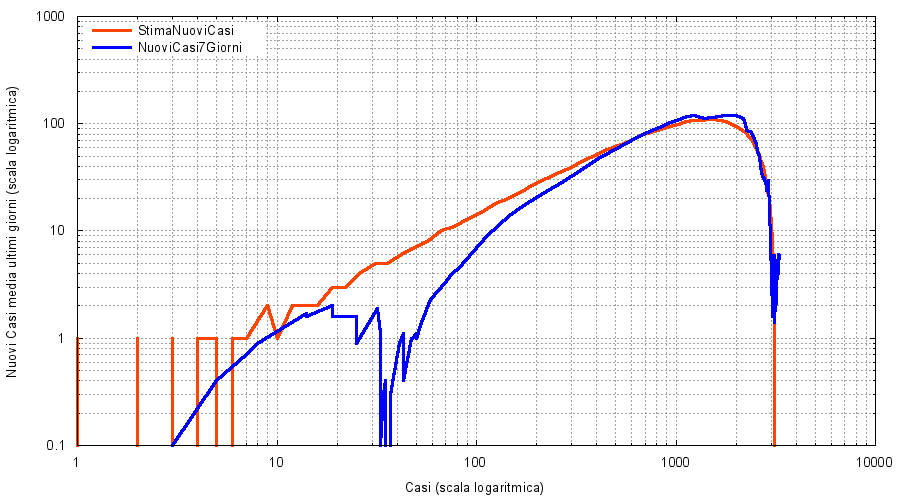 1000
100
10
1
0.1
1
10
100
1000
10000
StimaNuoviCasi
NuoviCasi7Giorni
Nuovi Casi media ultimi giorni (scala logaritmica)
Casi (scala logaritmica)